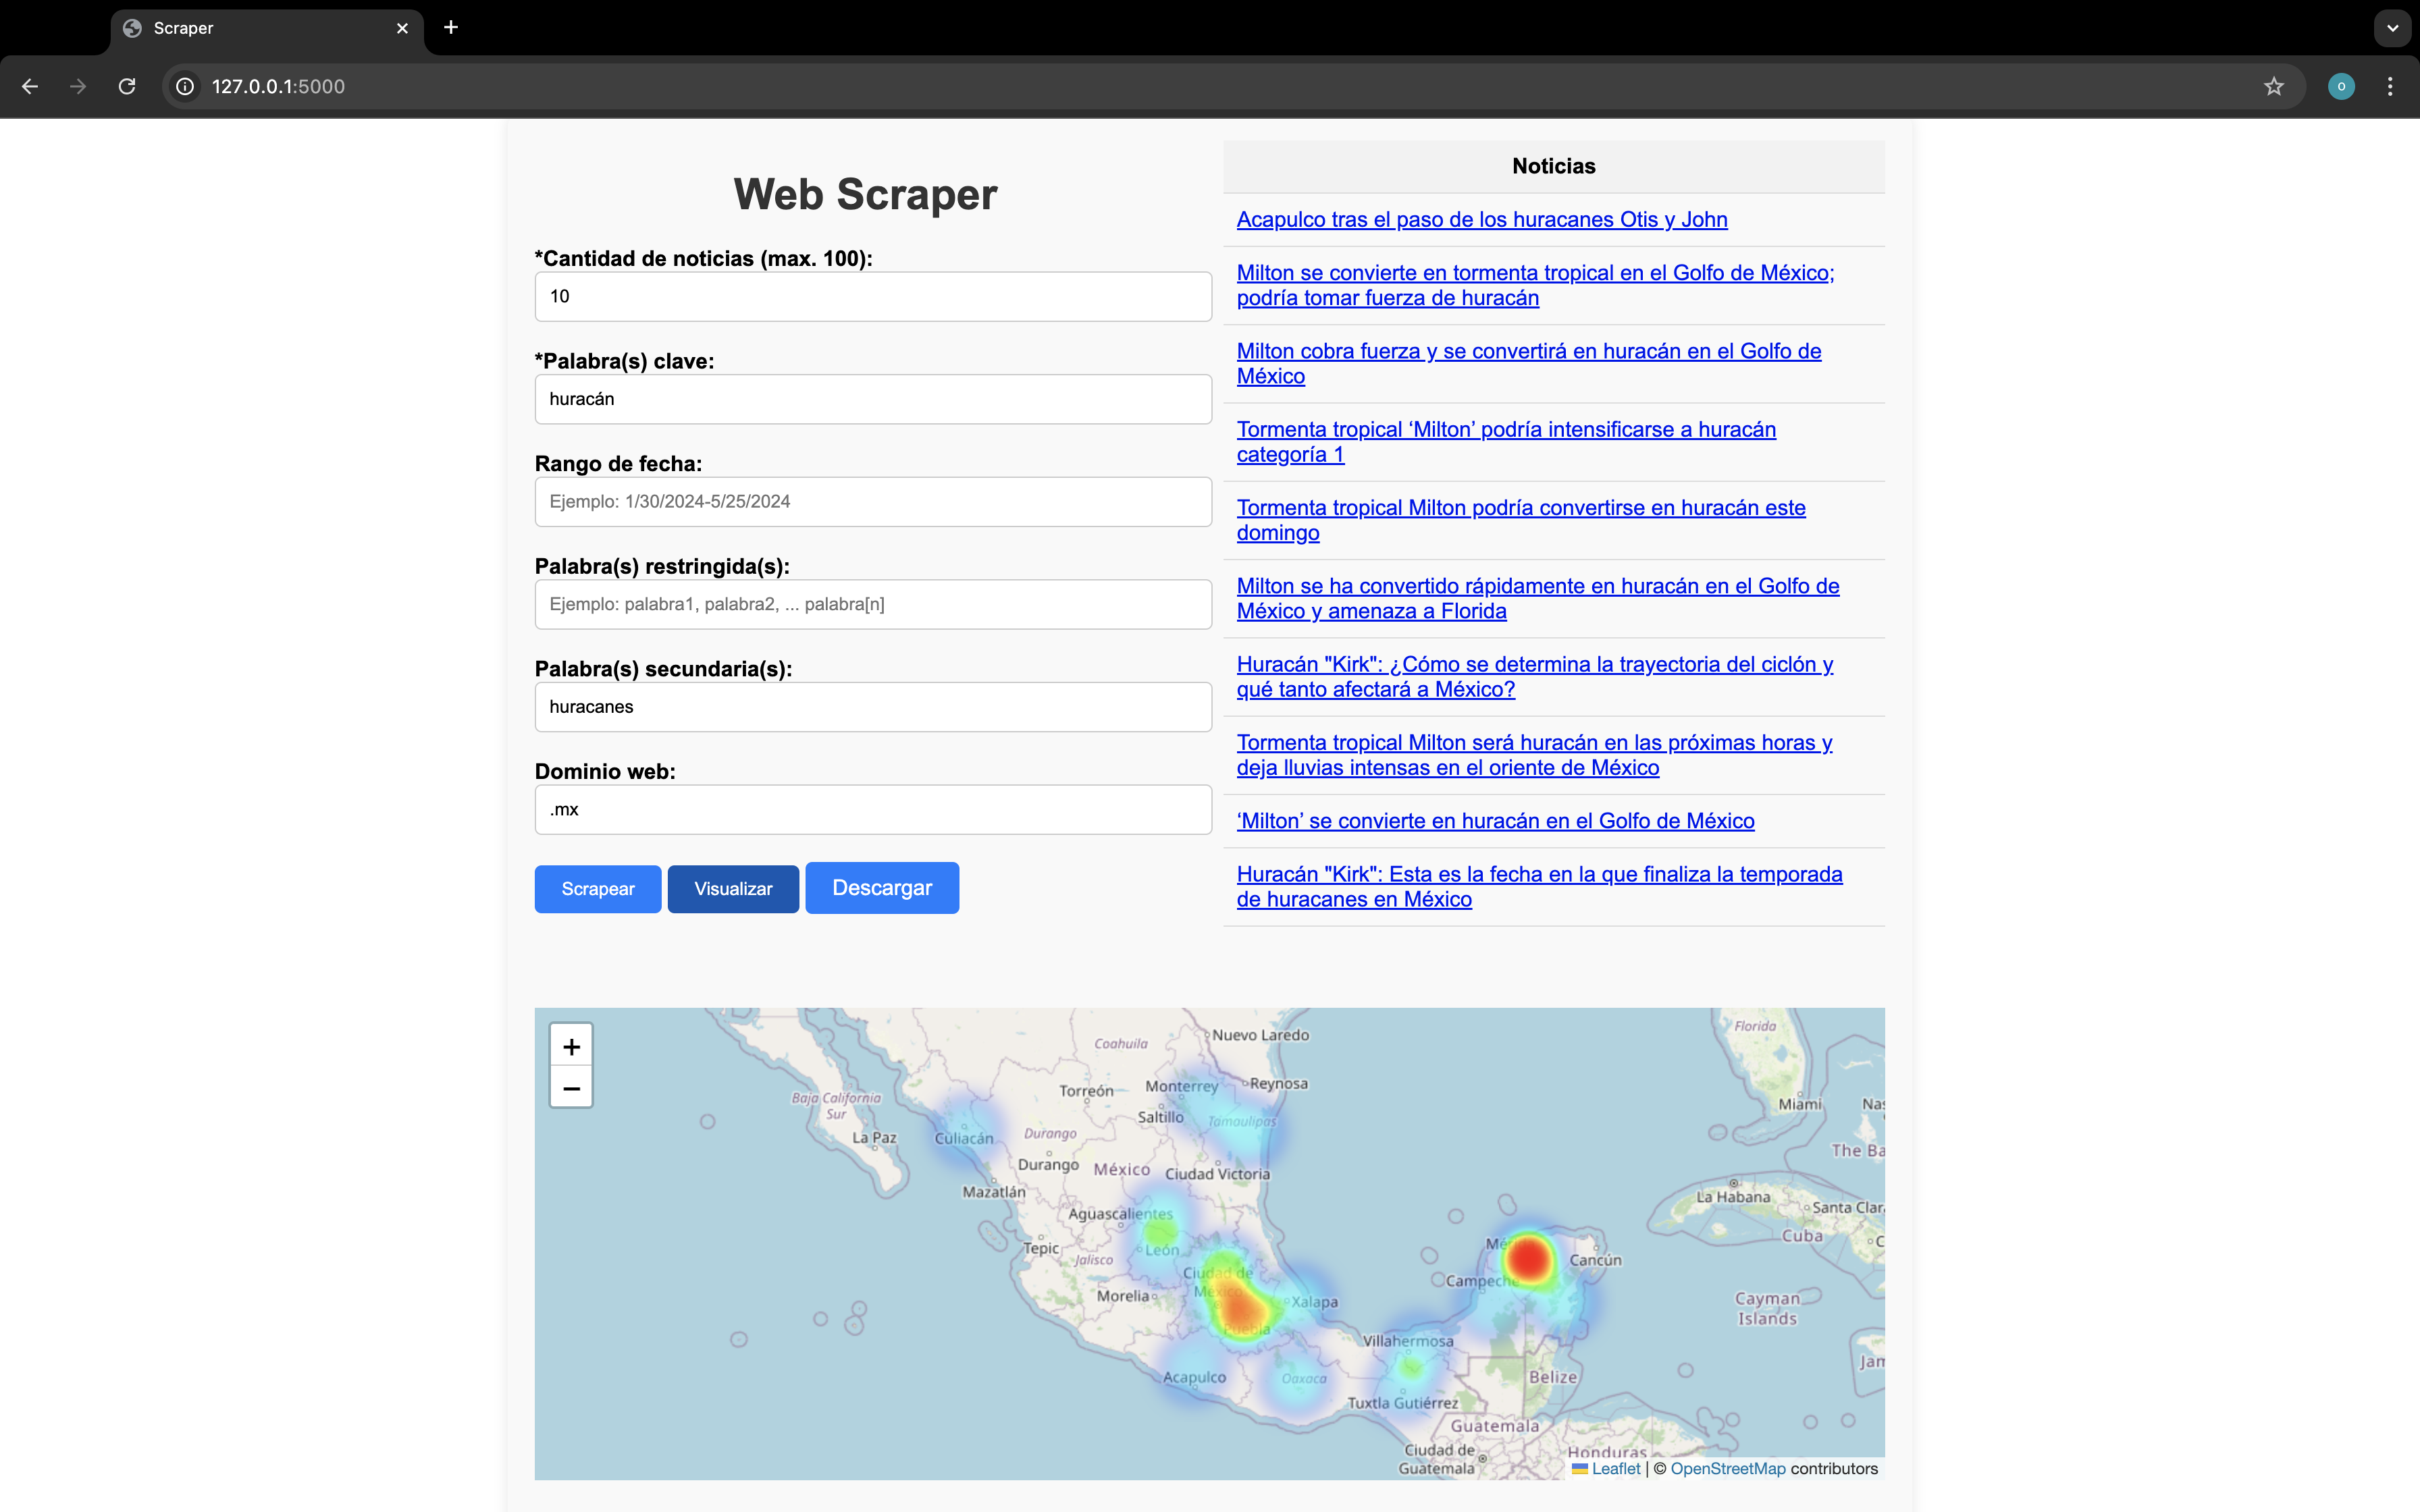 Scraper
127.0.0.1:5000
o
Web Scraper
*Cantidad de noticias (max. 100):
10
*Palabra(s) clave:
huracán
Rango de fecha:
Ejemplo: 1/30/2024-5/25/2024
Palabra(s) restringida(s):
Ejemplo: palabra1, palabra2, ... palabra[n]
Palabra(s) secundaria(s):
huracanes
Dominio web:
.mx
Scrapear
Visualizar
Descargar
Noticias
Acapulco tras el paso de los huracanes Otis y John
Milton se convierte en tormenta tropical en el Golfo de México;
podría tomar fuerza de huracán
Milton cobra fuerza y se convertirá en huracán en el Golfo de
México
Tormenta tropical ‘Milton’ podría intensificarse a huracán
categoría 1
Tormenta tropical Milton podría convertirse en huracán este
domingo
Milton se ha convertido rápidamente en huracán en el Golfo de
México y amenaza a Florida
Huracán "Kirk": ¿Cómo se determina la trayectoria del ciclón y
qué tanto afectará a México?
Tormenta tropical Milton será huracán en las próximas horas y
deja lluvias intensas en el oriente de México
‘Milton’ se convierte en huracán en el Golfo de México
Huracán "Kirk": Esta es la fecha en la que finaliza la temporada
de huracanes en México
+
−
Florida
Nuevo Laredo
Coahuila
Torreón
Monterrey
Reynosa
Baja California
Sur
Miami
Saltillo
Tamaulipas
La Paz
Culiacán
Durango
The Ba
Durango
México
Ciudad Victoria
Mazatlán
La Habana
Santa Clar
Aguascalientes
Cuba
Tepic
León
Jalisco
Cancún
Ciudad de
México
Campeche
Morelia
Xalapa
Cayman
Islands
Puebla
Villahermosa
Acapulco
Oaxaca
Belize
Tuxtla Gutiérrez
Guatemala
Ciudad de
Guatemala
Honduras
Leaflet | © OpenStreetMap contributors